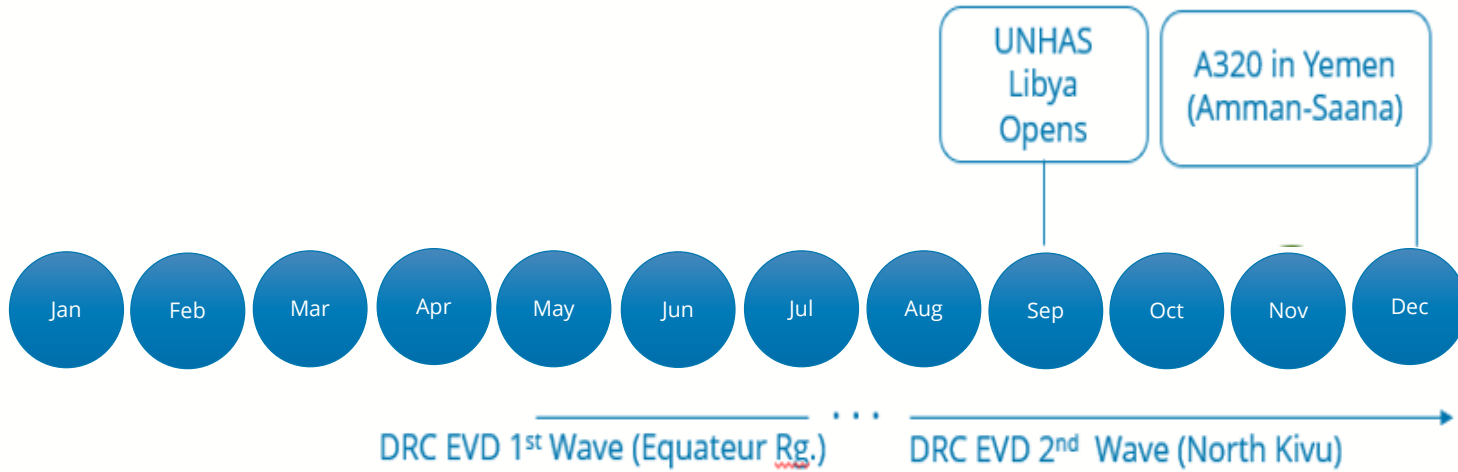 UNHAS
Libya
Opens
A320 in Yemen
(Amman-Saana)
Jan Feb Mar Apr May Jun Jul Aug Sep Oct Nov Dec
. . .
DRC EVD 1st Wave (Equateur Rg.) DRC EVD 2nd Wave (North Kivu)